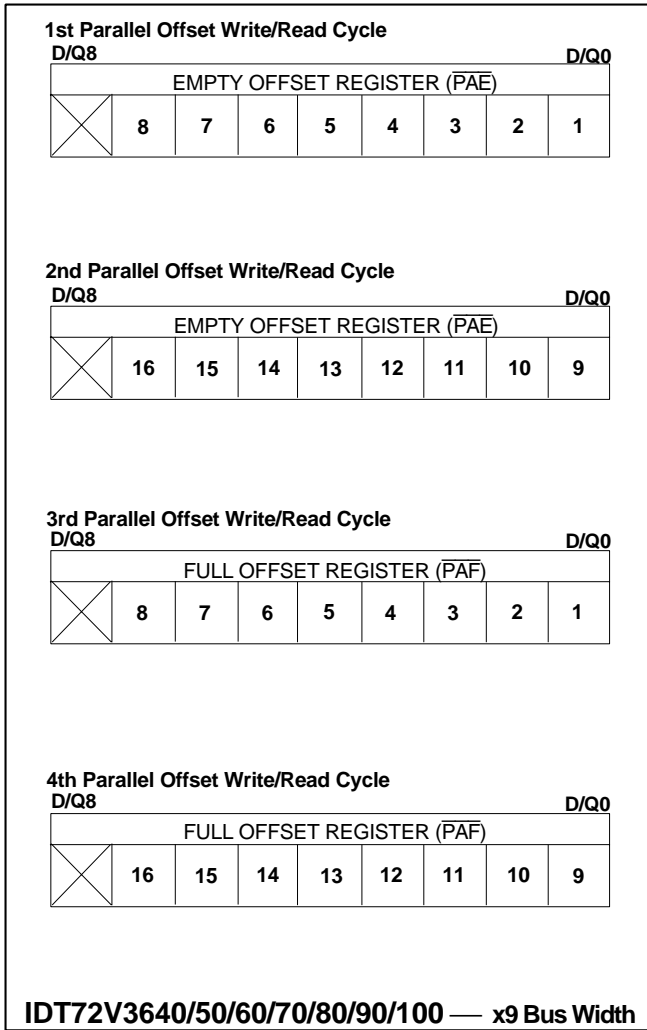 1st Parallel Offset Write/Read Cycle
D/Q8 D/Q0
EMPTY OFFSET REGISTER (P̅A̅E̅)
8 7 6 5 4 3 2 1
2nd Parallel Offset Write/Read Cycle
D/Q8 D/Q0
EMPTY OFFSET REGISTER (P̅A̅E̅)
16 15 14 13 12 11 10 9
3rd Parallel Offset Write/Read Cycle
D/Q8 D/Q0
FULL OFFSET REGISTER (P̅A̅F̅)
8 7 6 5 4 3 2 1
4th Parallel Offset Write/Read Cycle
D/Q8 D/Q0
FULL OFFSET REGISTER (P̅A̅F̅)
16 15 14 13 12 11 10 9
IDT72V3640/50/60/70/80/90/100 — x9 Bus Width